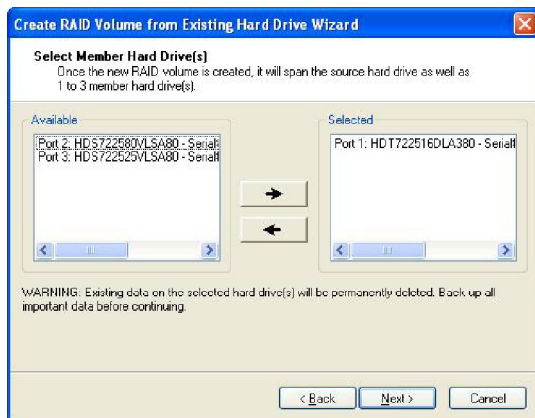 Create RAID Volume from Existing Hard Drive Wizard
Select Member Hard Drive(s)
Once the new RAID volume is created, it will span the source hard drive as well as
1 to 3 member hard drive(s).
Available
Port 2: HDS722580VLSA80 - Serial#
Port 3: HDS722525VLSA80 - Serial#
Selected
Port 1: HDT722516DLA380 - Serial#
WARNING: Existing data on the selected hard drive(s) will be permanently deleted. Back up all
important data before continuing.
< Back
Next >
Cancel